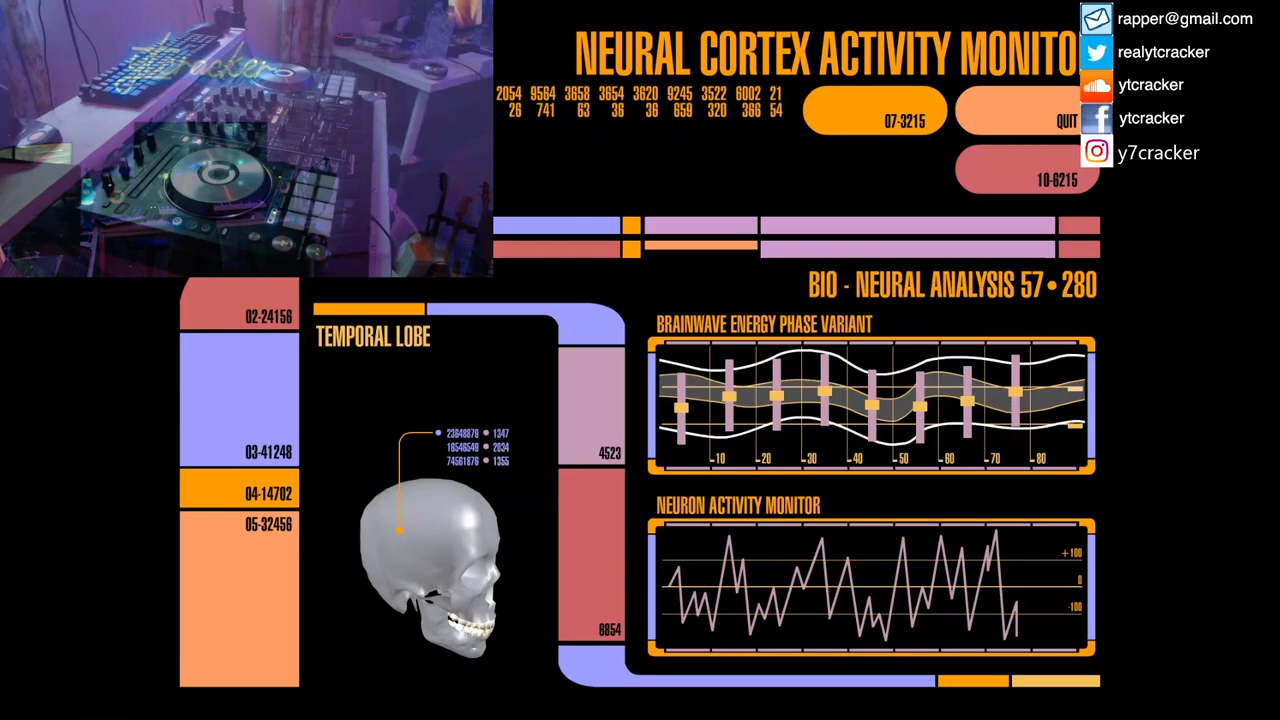 ytcracker
NEURAL CORTEX ACTIVITY MONITO
2054 9564 3658 3654 3620 9245 3522 6002 21
26 741 63 36 36 659 320 366 54
07-3215
QUIT
10-6215
rapper@gmail.com
realytcracker
ytcracker
ytcracker
y7cracker
BIO - NEURAL ANALYSIS 57•280
02-24156
03-41248
04-14702
05-32456
TEMPORAL LOBE
23648879 • 1347
16546546 • 2034
74561876 • 1355
4523
6854
BRAINWAVE ENERGY PHASE VARIANT
10 20 30 40 50 60 70 80
NEURON ACTIVITY MONITOR
+100
0
-100